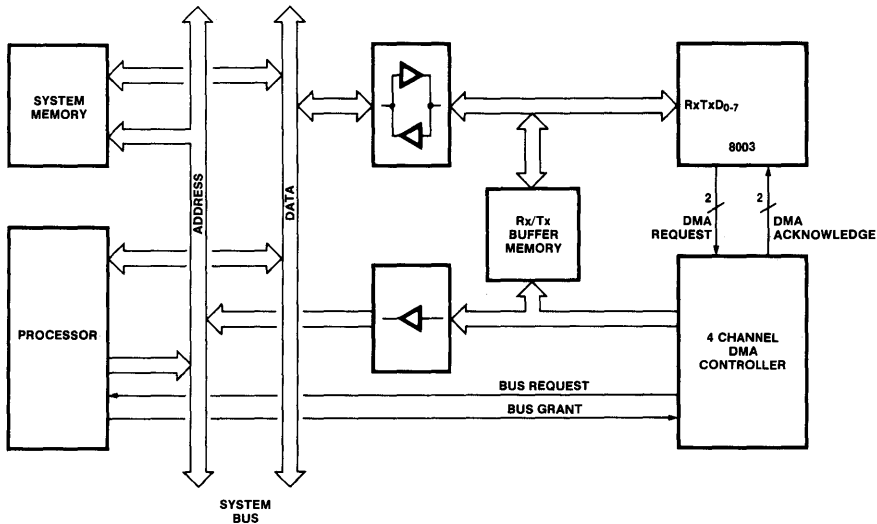 SYSTEM
MEMORY
ADDRESS
DATA
RxTxD0-7
8003
Rx/Tx
BUFFER
MEMORY
2
DMA
REQUEST
2
DMA
ACKNOWLEDGE
PROCESSOR
4 CHANNEL
DMA
CONTROLLER
BUS REQUEST
BUS GRANT
SYSTEM
BUS